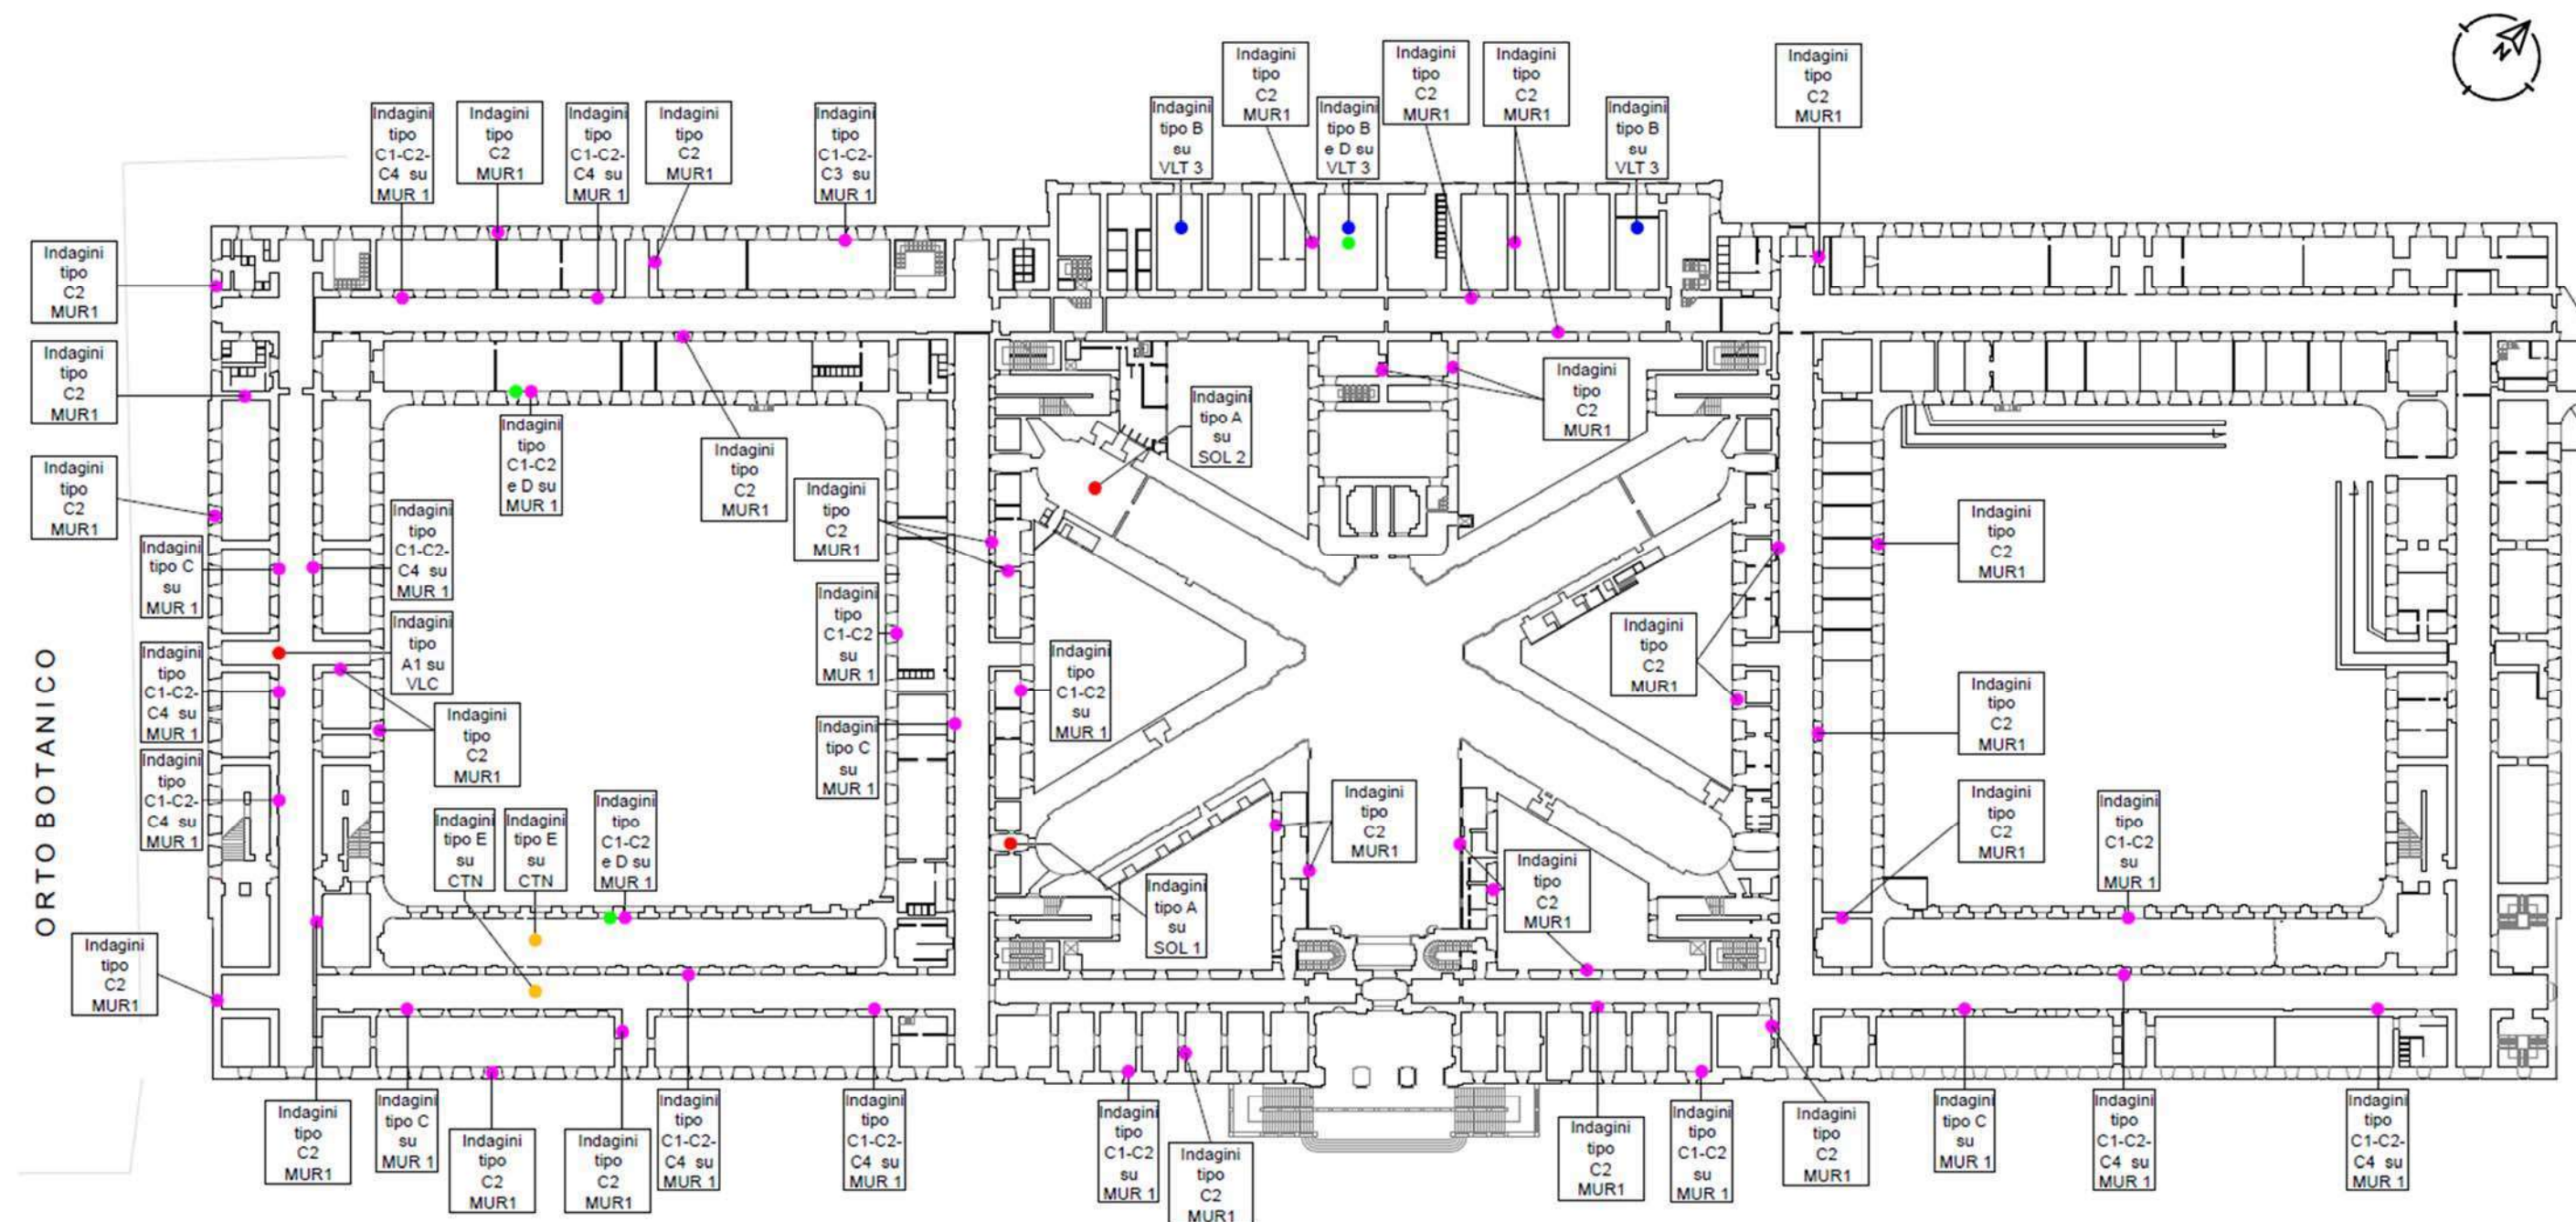 N
Indagini
tipo
C2
MUR1
Indagini
tipo
C2
MUR1
Indagini
tipo
C2
MUR1
Indagini
tipo
C2
MUR1
Indagini
tipo
C1-C2-
C4 su
MUR 1
Indagini
tipo
C2
MUR1
Indagini
tipo
C1-C2-
C4 su
MUR 1
Indagini
tipo
C2
MUR1
Indagini
tipo
C1-C2-
C3 su
MUR 1
Indagini
tipo B
su
VLT 3
Indagini
tipo B
e D su
VLT 3
Indagini
tipo B
su
VLT 3
Indagini
tipo
C2
MUR1
Indagini
tipo
C2
MUR1
Indagini
tipo
C2
MUR1
Indagini
tipo
C2
MUR1
Indagini
tipo
C2
MUR1
Indagini
tipo A
su
SOL 2
Indagini
tipo
C1-C2
e D su
MUR 1
Indagini
tipo
C2
MUR1
Indagini
tipo
C2
MUR1
Indagini
tipo
C2
MUR1
Indagini
tipo
C1-C2-
C4 su
MUR 1
Indagini
tipo C
su
MUR 1
Indagini
tipo
C2
MUR1
Indagini
tipo
C1-C2
su
MUR 1
Indagini
tipo
A1 su
VLC
Indagini
tipo
C2
MUR1
ORTO BOTANICO
Indagini
tipo
C1-C2-
C4 su
MUR 1
Indagini
tipo
C1-C2
su
MUR 1
Indagini
tipo
C2
MUR1
Indagini
tipo
C2
MUR1
Indagini
tipo C
su
MUR 1
Indagini
tipo
C1-C2-
C4 su
MUR 1
Indagini
tipo
C2
MUR1
Indagini
tipo
C2
MUR1
Indagini
tipo
C1-C2
su
MUR 1
Indagini
tipo E
su
CTN
Indagini
tipo E
su
CTN
Indagini
tipo
C1-C2
e D su
MUR 1
Indagini
tipo
C2
MUR1
Indagini
tipo A
su
SOL 1
Indagini
tipo
C2
MUR1
Indagini
tipo
C2
MUR1
Indagini
tipo C
su
MUR 1
Indagini
tipo
C2
MUR1
Indagini
tipo
C2
MUR1
Indagini
tipo
C1-C2-
C4 su
MUR 1
Indagini
tipo
C1-C2-
C4 su
MUR 1
Indagini
tipo
C1-C2
su
MUR 1
Indagini
tipo
C2
MUR1
Indagini
tipo
C2
MUR1
Indagini
tipo
C1-C2
su
MUR 1
Indagini
tipo
C2
MUR1
Indagini
tipo C
su
MUR 1
Indagini
tipo
C1-C2-
C4 su
MUR 1
Indagini
tipo
C1-C2-
C4 su
MUR 1